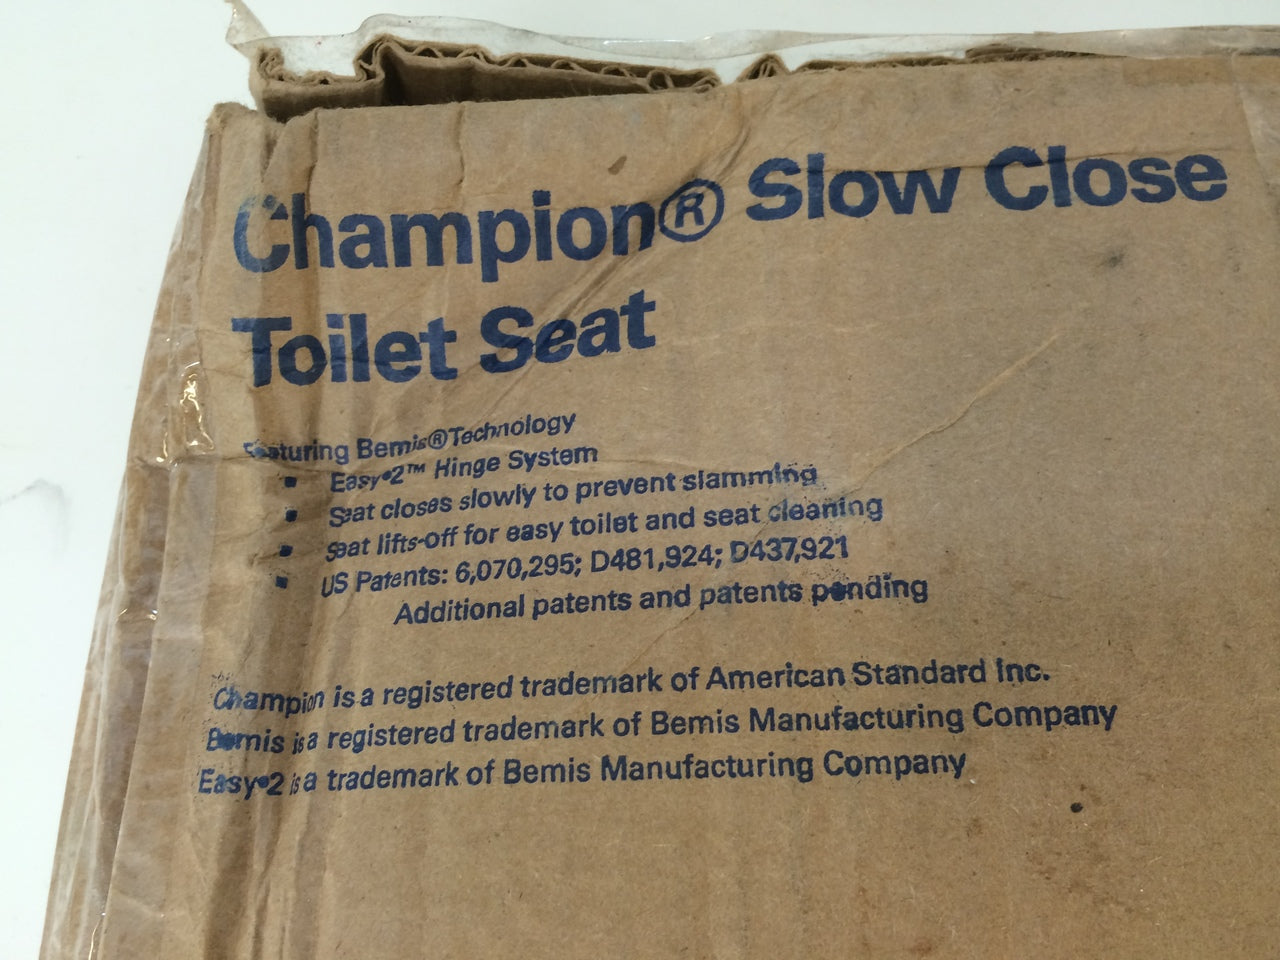 Champion® Slow Close
Toilet Seat
Featuring Bemis® Technology
▪ Easy•2™ Hinge System
▪ Seat closes slowly to prevent slamming
▪ Seat lifts-off for easy toilet and seat cleaning
▪ US Patents: 6,070,295; D481,924; D437,921
Additional patents and patents pending
Champion is a registered trademark of American Standard Inc.
Bemis is a registered trademark of Bemis Manufacturing Company
Easy•2 is a trademark of Bemis Manufacturing Company